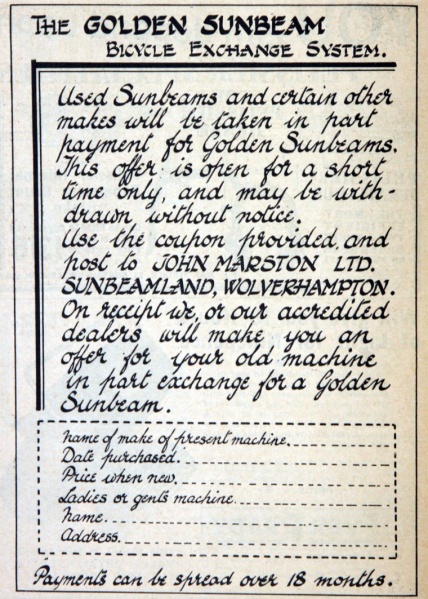 THE GOLDEN SUNBEAM
BICYCLE EXCHANGE SYSTEM.
Used Sunbeams and certain other
makes will be taken in part
payment for Golden Sunbeams.
This offer is open for a short
time only, and may be with-
drawn without notice.
Use the coupon provided, and
post to JOHN MARSTON LTD.
SUNBEAMLAND, WOLVERHAMPTON.
On receipt we, or our accredited
dealers will make you an
offer for your old machine
in part exchange for a Golden
Sunbeam.
Name of make of present machine.
Date purchased.
Price when new.
Ladies or gents machine.
Name.
Address.
Payments can be spread over 18 months.